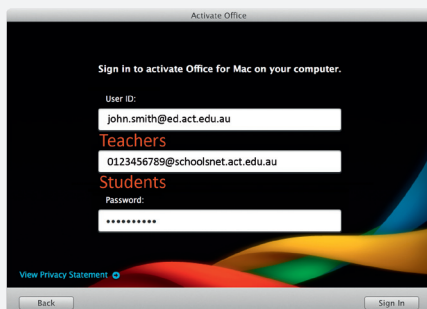 Activate Office
Sign in to activate Office for Mac on your computer.
User ID:
john.smith@ed.act.edu.au
Teachers
0123456789@schoolsnet.act.edu.au
Students
Password:
••••••••••
View Privacy Statement
Back
Sign In